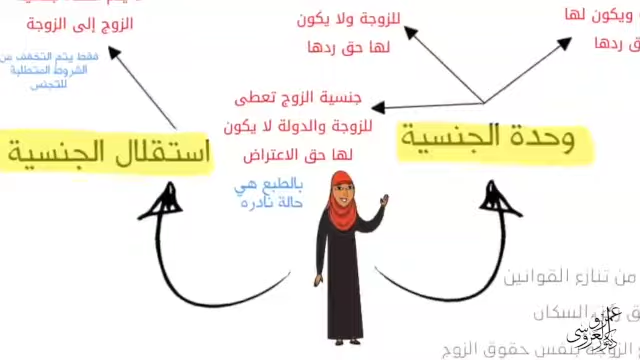 ويكون لها
حق ردها
للزوجة ولا يكون
لها حق ردها
جنسية الزوج تعطى
للزوجة والدولة لا يكون
لها حق الاعتراض
بالطبع هي
حالة نادره
وحدة الجنسية
الزوج إلى الزوجة
فقط يتم التخفف من
الشروط المتطلبة
للتجنس
استقلال الجنسية
من تنازع القوانين
السكان
الزوجة بنفس حقوق الزوج